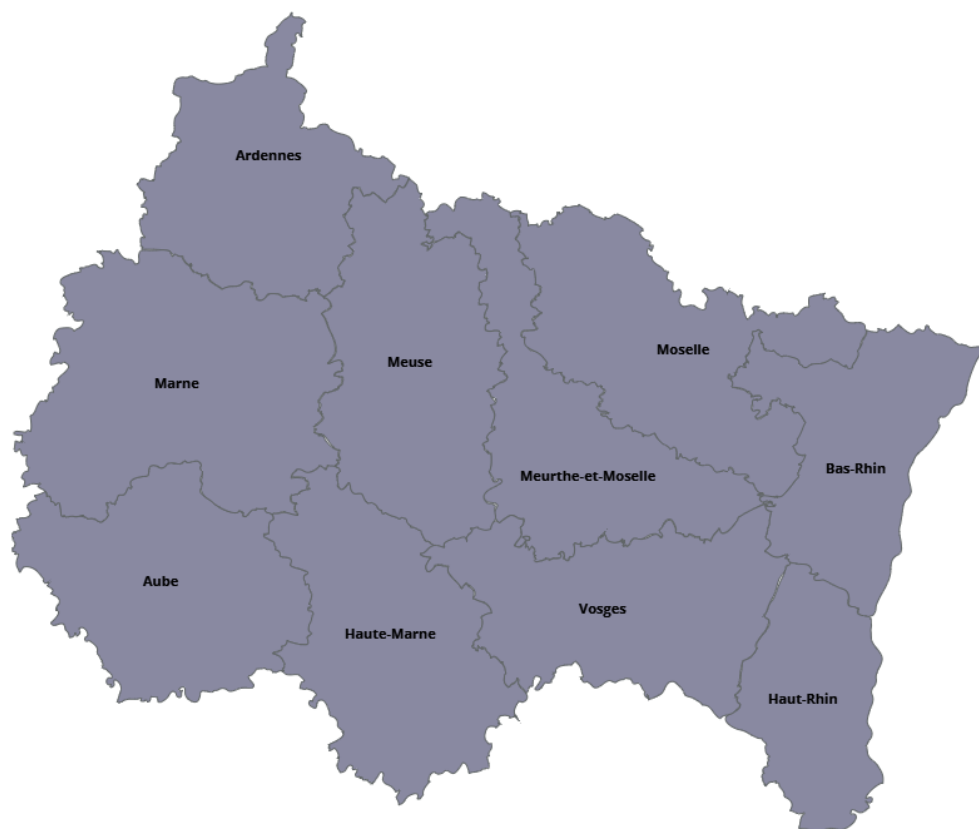 Ardennes
Moselle
Meuse
Marne
Bas-Rhin
Meurthe-et-Moselle
Aube
Vosges
Haute-Marne
Haut-Rhin